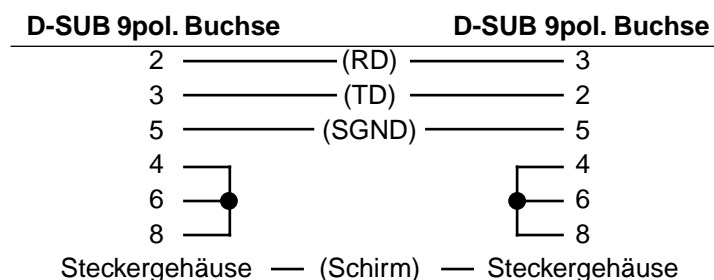 D-SUB 9pol. Buchse D-SUB 9pol. Buchse
2 (RD) 3
3 (TD) 2
5 (SGND) 5
4 4
6 6
8 8
Steckergehäuse (Schirm) Steckergehäuse